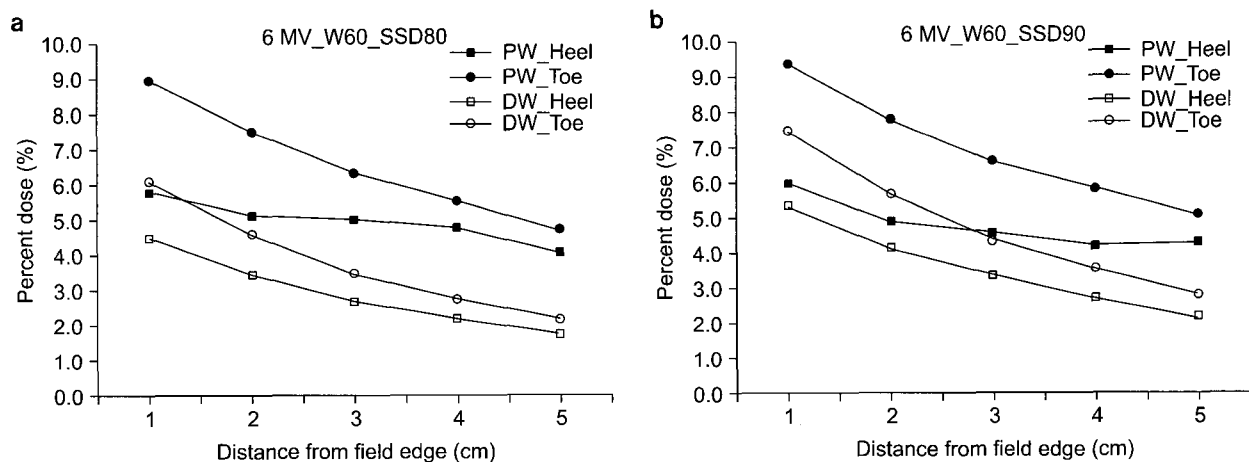 a
6 MV_W60_SSD80
PW_Heel
PW_Toe
DW_Heel
DW_Toe
Percent dose (%)
10.0
9.0
8.0
7.0
6.0
5.0
4.0
3.0
2.0
1.0
0.0
1 2 3 4 5
Distance from field edge (cm)
b
6 MV_W60_SSD90
PW_Heel
PW_Toe
DW_Heel
DW_Toe
Percent dose (%)
10.0
9.0
8.0
7.0
6.0
5.0
4.0
3.0
2.0
1.0
0.0
1 2 3 4 5
Distance from field edge (cm)